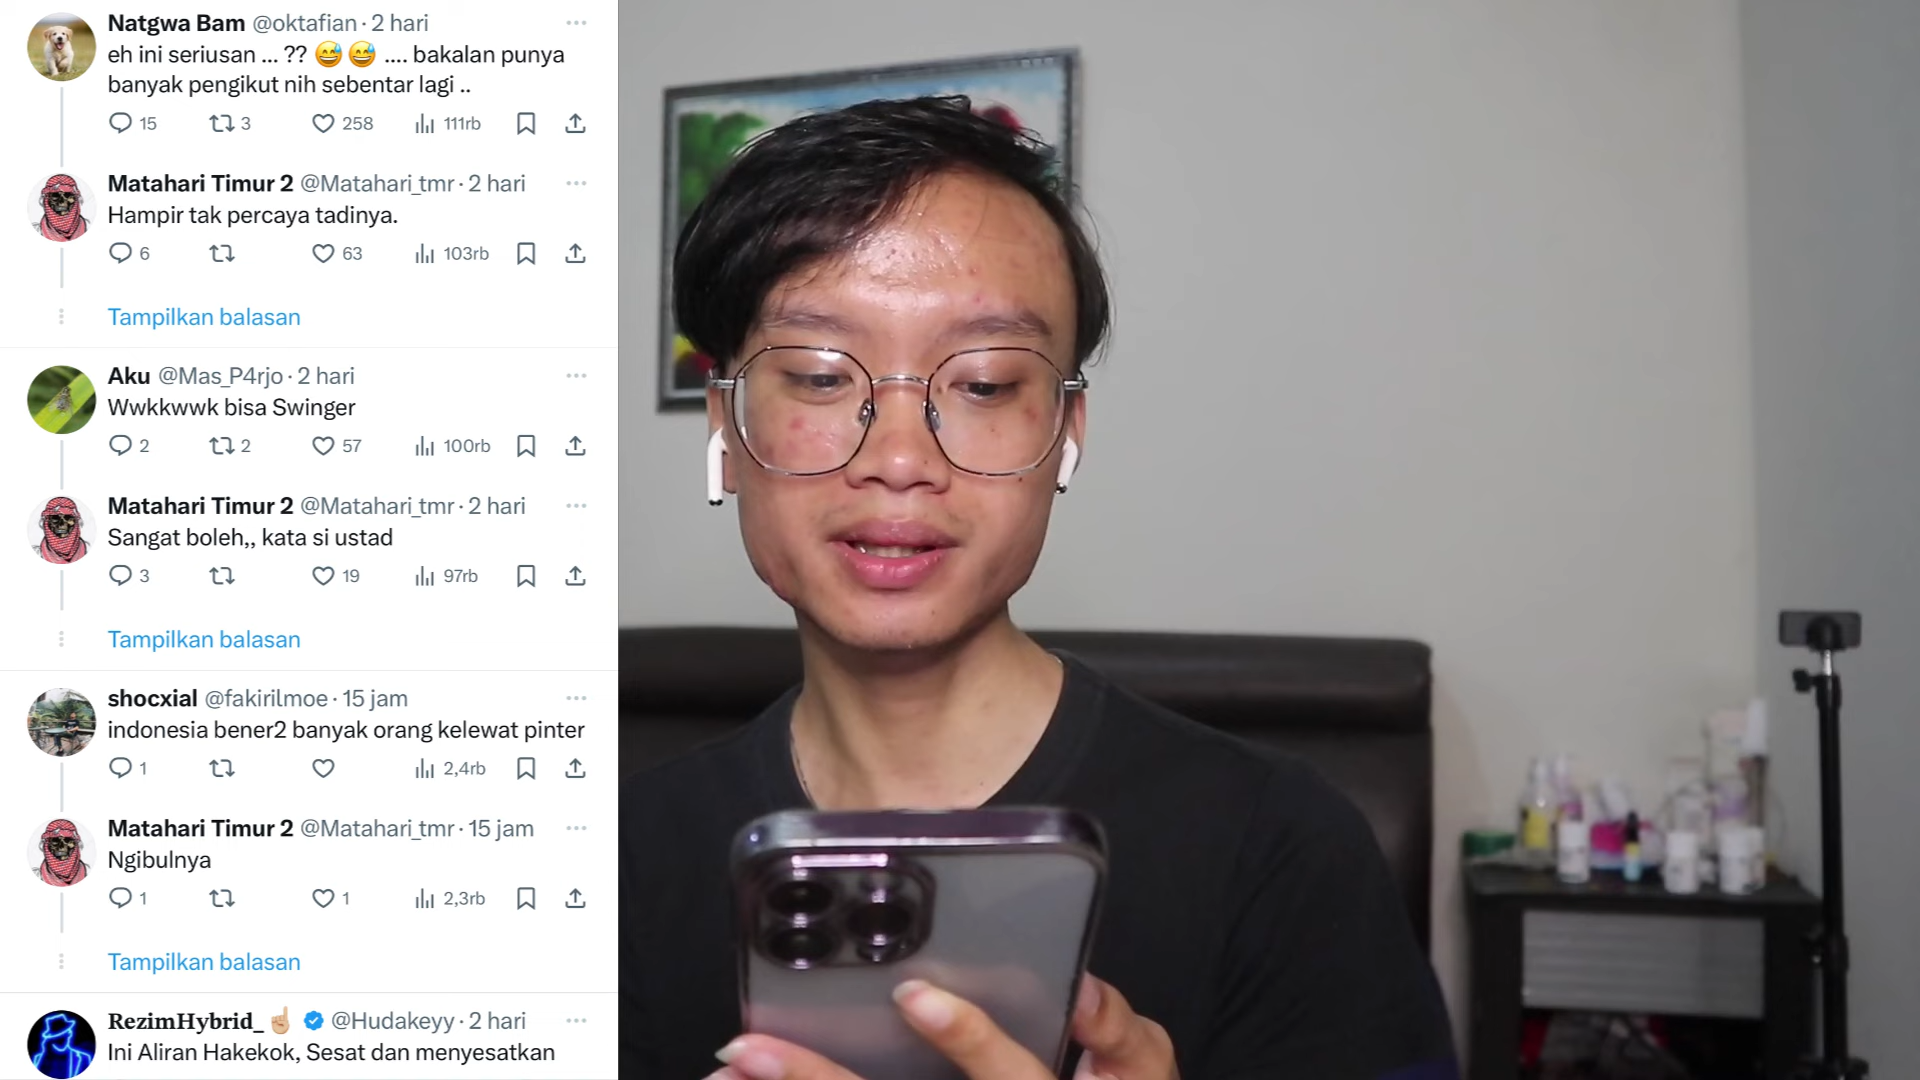 Natgwa Bam @oktafian · 2 hari
eh ini seriusan ... ?? 😅😅 .... bakalan punya
banyak pengikut nih sebentar lagi ..
15 3 258 111rb
Matahari Timur 2 @Matahari_tmr · 2 hari
Hampir tak percaya tadinya.
6 63 103rb
Tampilkan balasan
Aku @Mas_P4rjo · 2 hari
Wwkkwwk bisa Swinger
2 2 57 100rb
Matahari Timur 2 @Matahari_tmr · 2 hari
Sangat boleh,, kata si ustad
3 19 97rb
Tampilkan balasan
shocxial @fakirilmoe · 15 jam
indonesia bener2 banyak orang kelewat pinter
1 2,4rb
Matahari Timur 2 @Matahari_tmr · 15 jam
Ngibulnya
1 1 2,3rb
Tampilkan balasan
RezimHybrid_☝🏼 @Hudakeyy · 2 hari
Ini Aliran Hakekok, Sesat dan menyesatkan